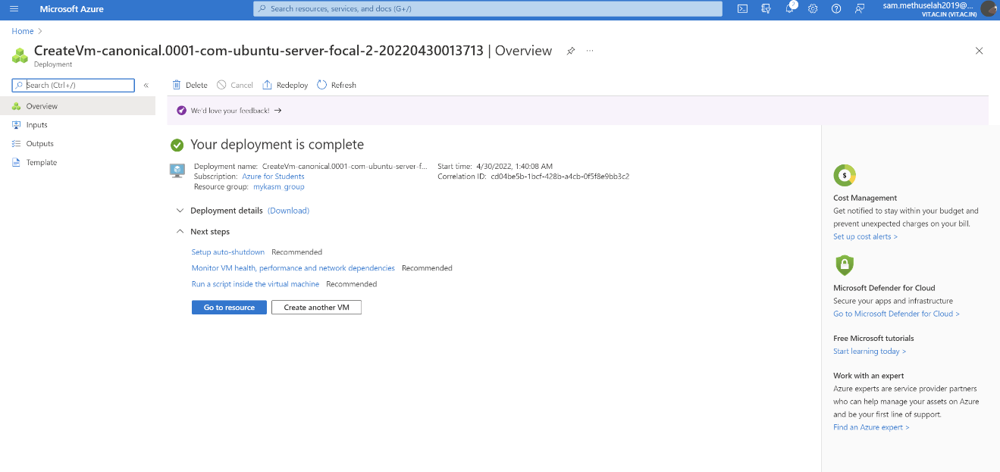 Microsoft Azure
Search resources, services, and docs (G+/)
2
sam.methuselah2019@...
VIT.AC.IN (VIT.AC.IN)
Home >
CreateVm-canonical.0001-com-ubuntu-server-focal-2-20220430013713 | Overview
Deployment
Search (Ctrl+/)
Overview
Inputs
Outputs
Template
Delete
Cancel
Redeploy
Refresh
We'd love your feedback! →
Your deployment is complete
Deployment name: CreateVm-canonical.0001-com-ubuntu-server-f...
Subscription: Azure for Students
Resource group: mykasm_group
Start time: 4/30/2022, 1:40:08 AM
Correlation ID: cd04be5b-1bcf-428b-a4cb-0f5f8e9bb3c2
Deployment details (Download)
Next steps
Setup auto-shutdown Recommended
Monitor VM health, performance and network dependencies Recommended
Run a script inside the virtual machine Recommended
Go to resource
Create another VM
$
Cost Management
Get notified to stay within your budget and
prevent unexpected charges on your bill.
Set up cost alerts >
Microsoft Defender for Cloud
Secure your apps and infrastructure
Go to Microsoft Defender for Cloud >
Free Microsoft tutorials
Start learning today >
Work with an expert
Azure experts are service provider partners
who can help manage your assets on Azure
and be your first line of support.
Find an Azure expert >